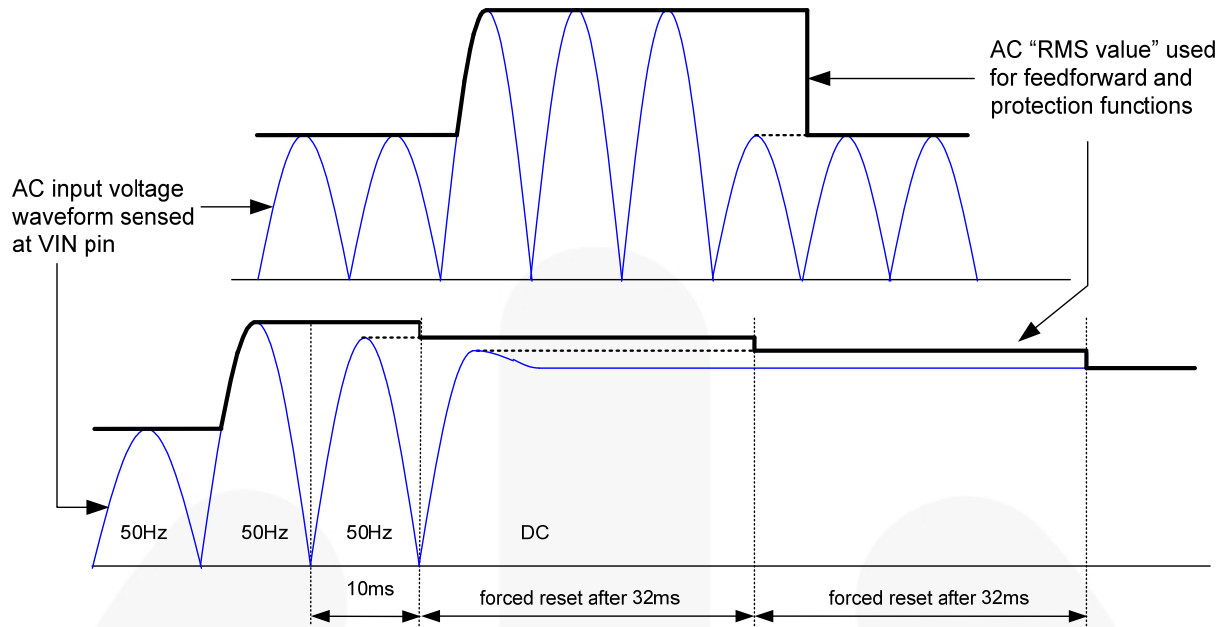 AC “RMS value” used
for feedforward and
protection functions
AC input voltage
waveform sensed
at VIN pin
50Hz
50Hz
50Hz
DC
10ms
forced reset after 32ms
forced reset after 32ms